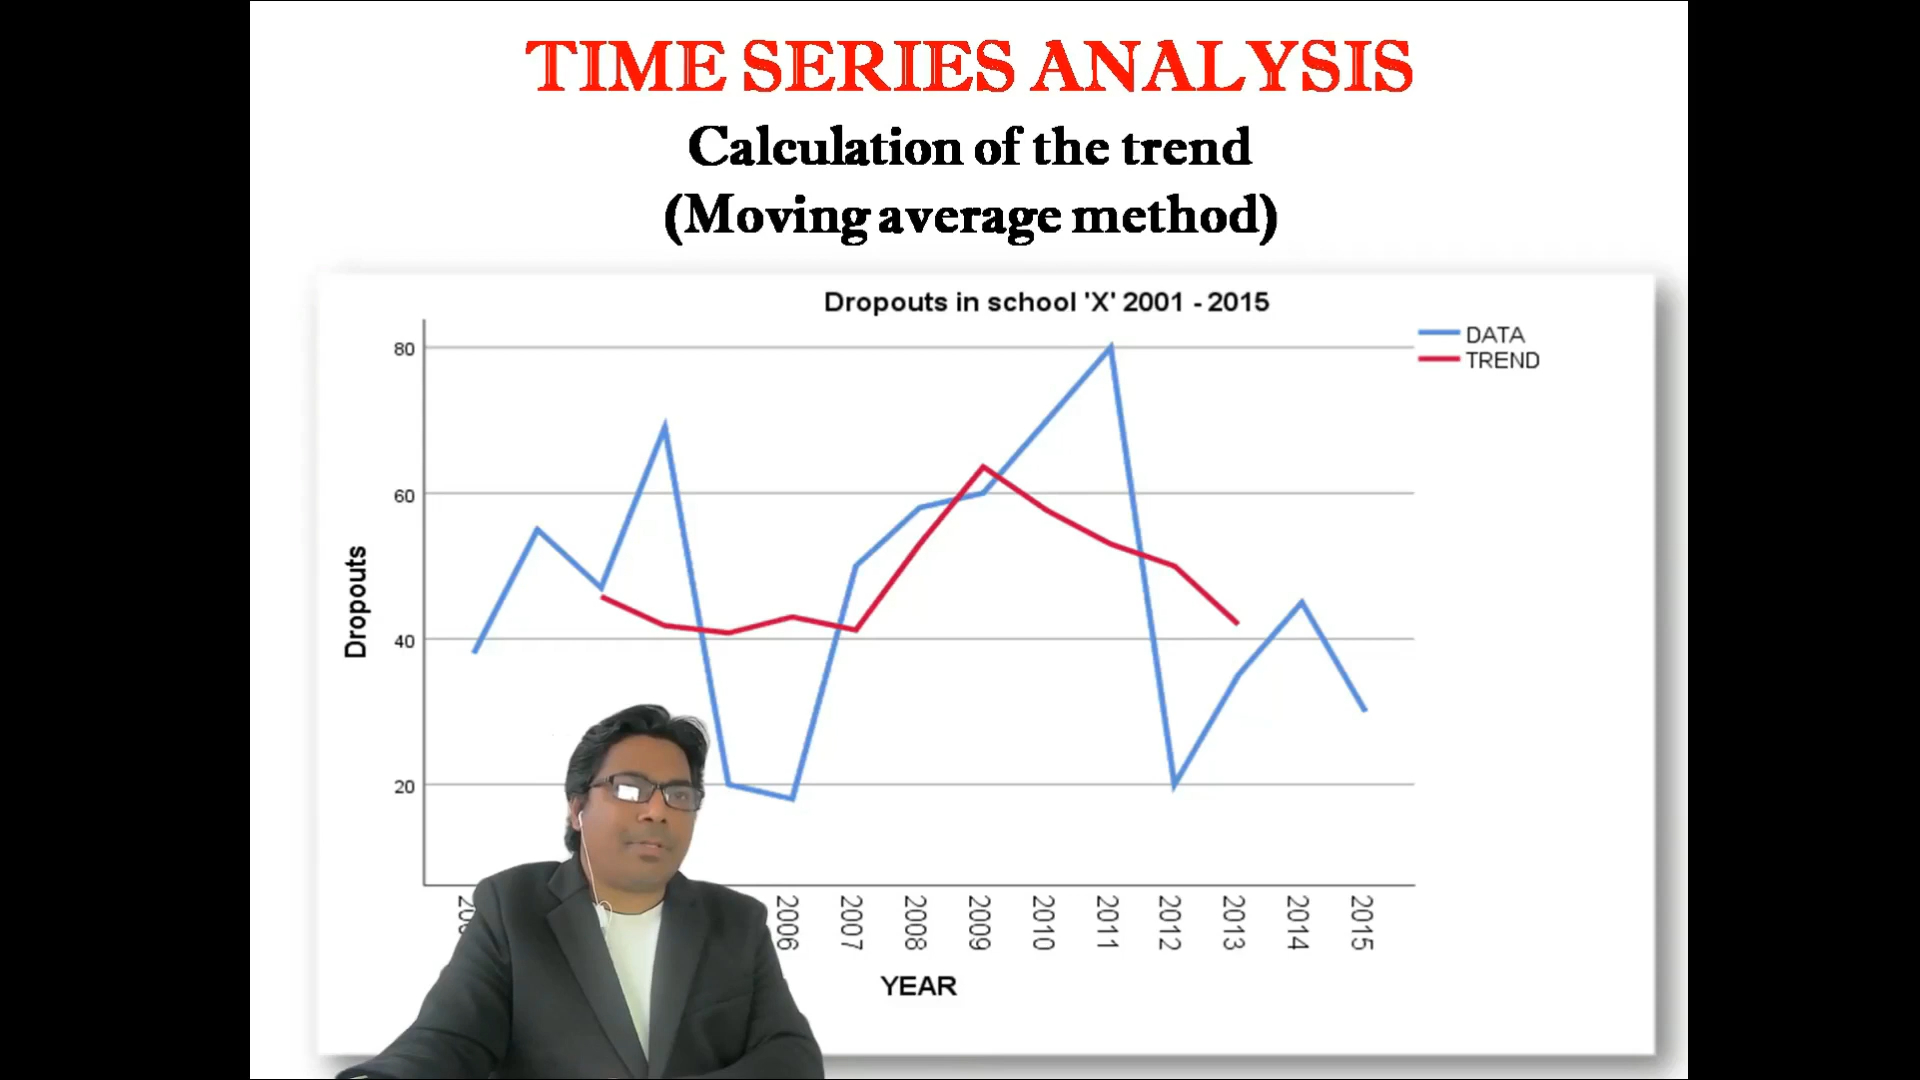 TIME SERIES ANALYSIS
Calculation of the trend
(Moving average method)
Dropouts in school 'X' 2001 - 2015
DATA
TREND
80
60
40
20
Dropouts
2006
2007
2008
2009
2010
2011
2012
2013
2014
2015
YEAR